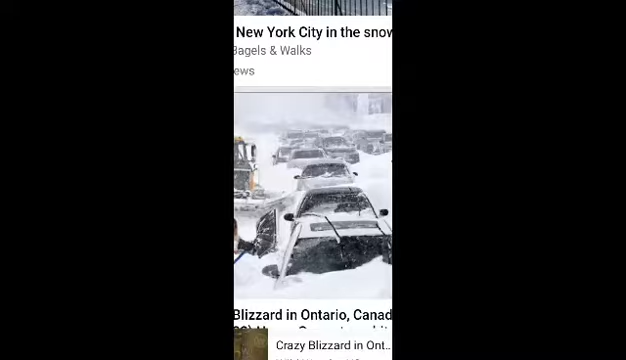 New York City in the snow
Bagels & Walks
ews
Blizzard in Ontario, Canad
Crazy Blizzard in Ont...